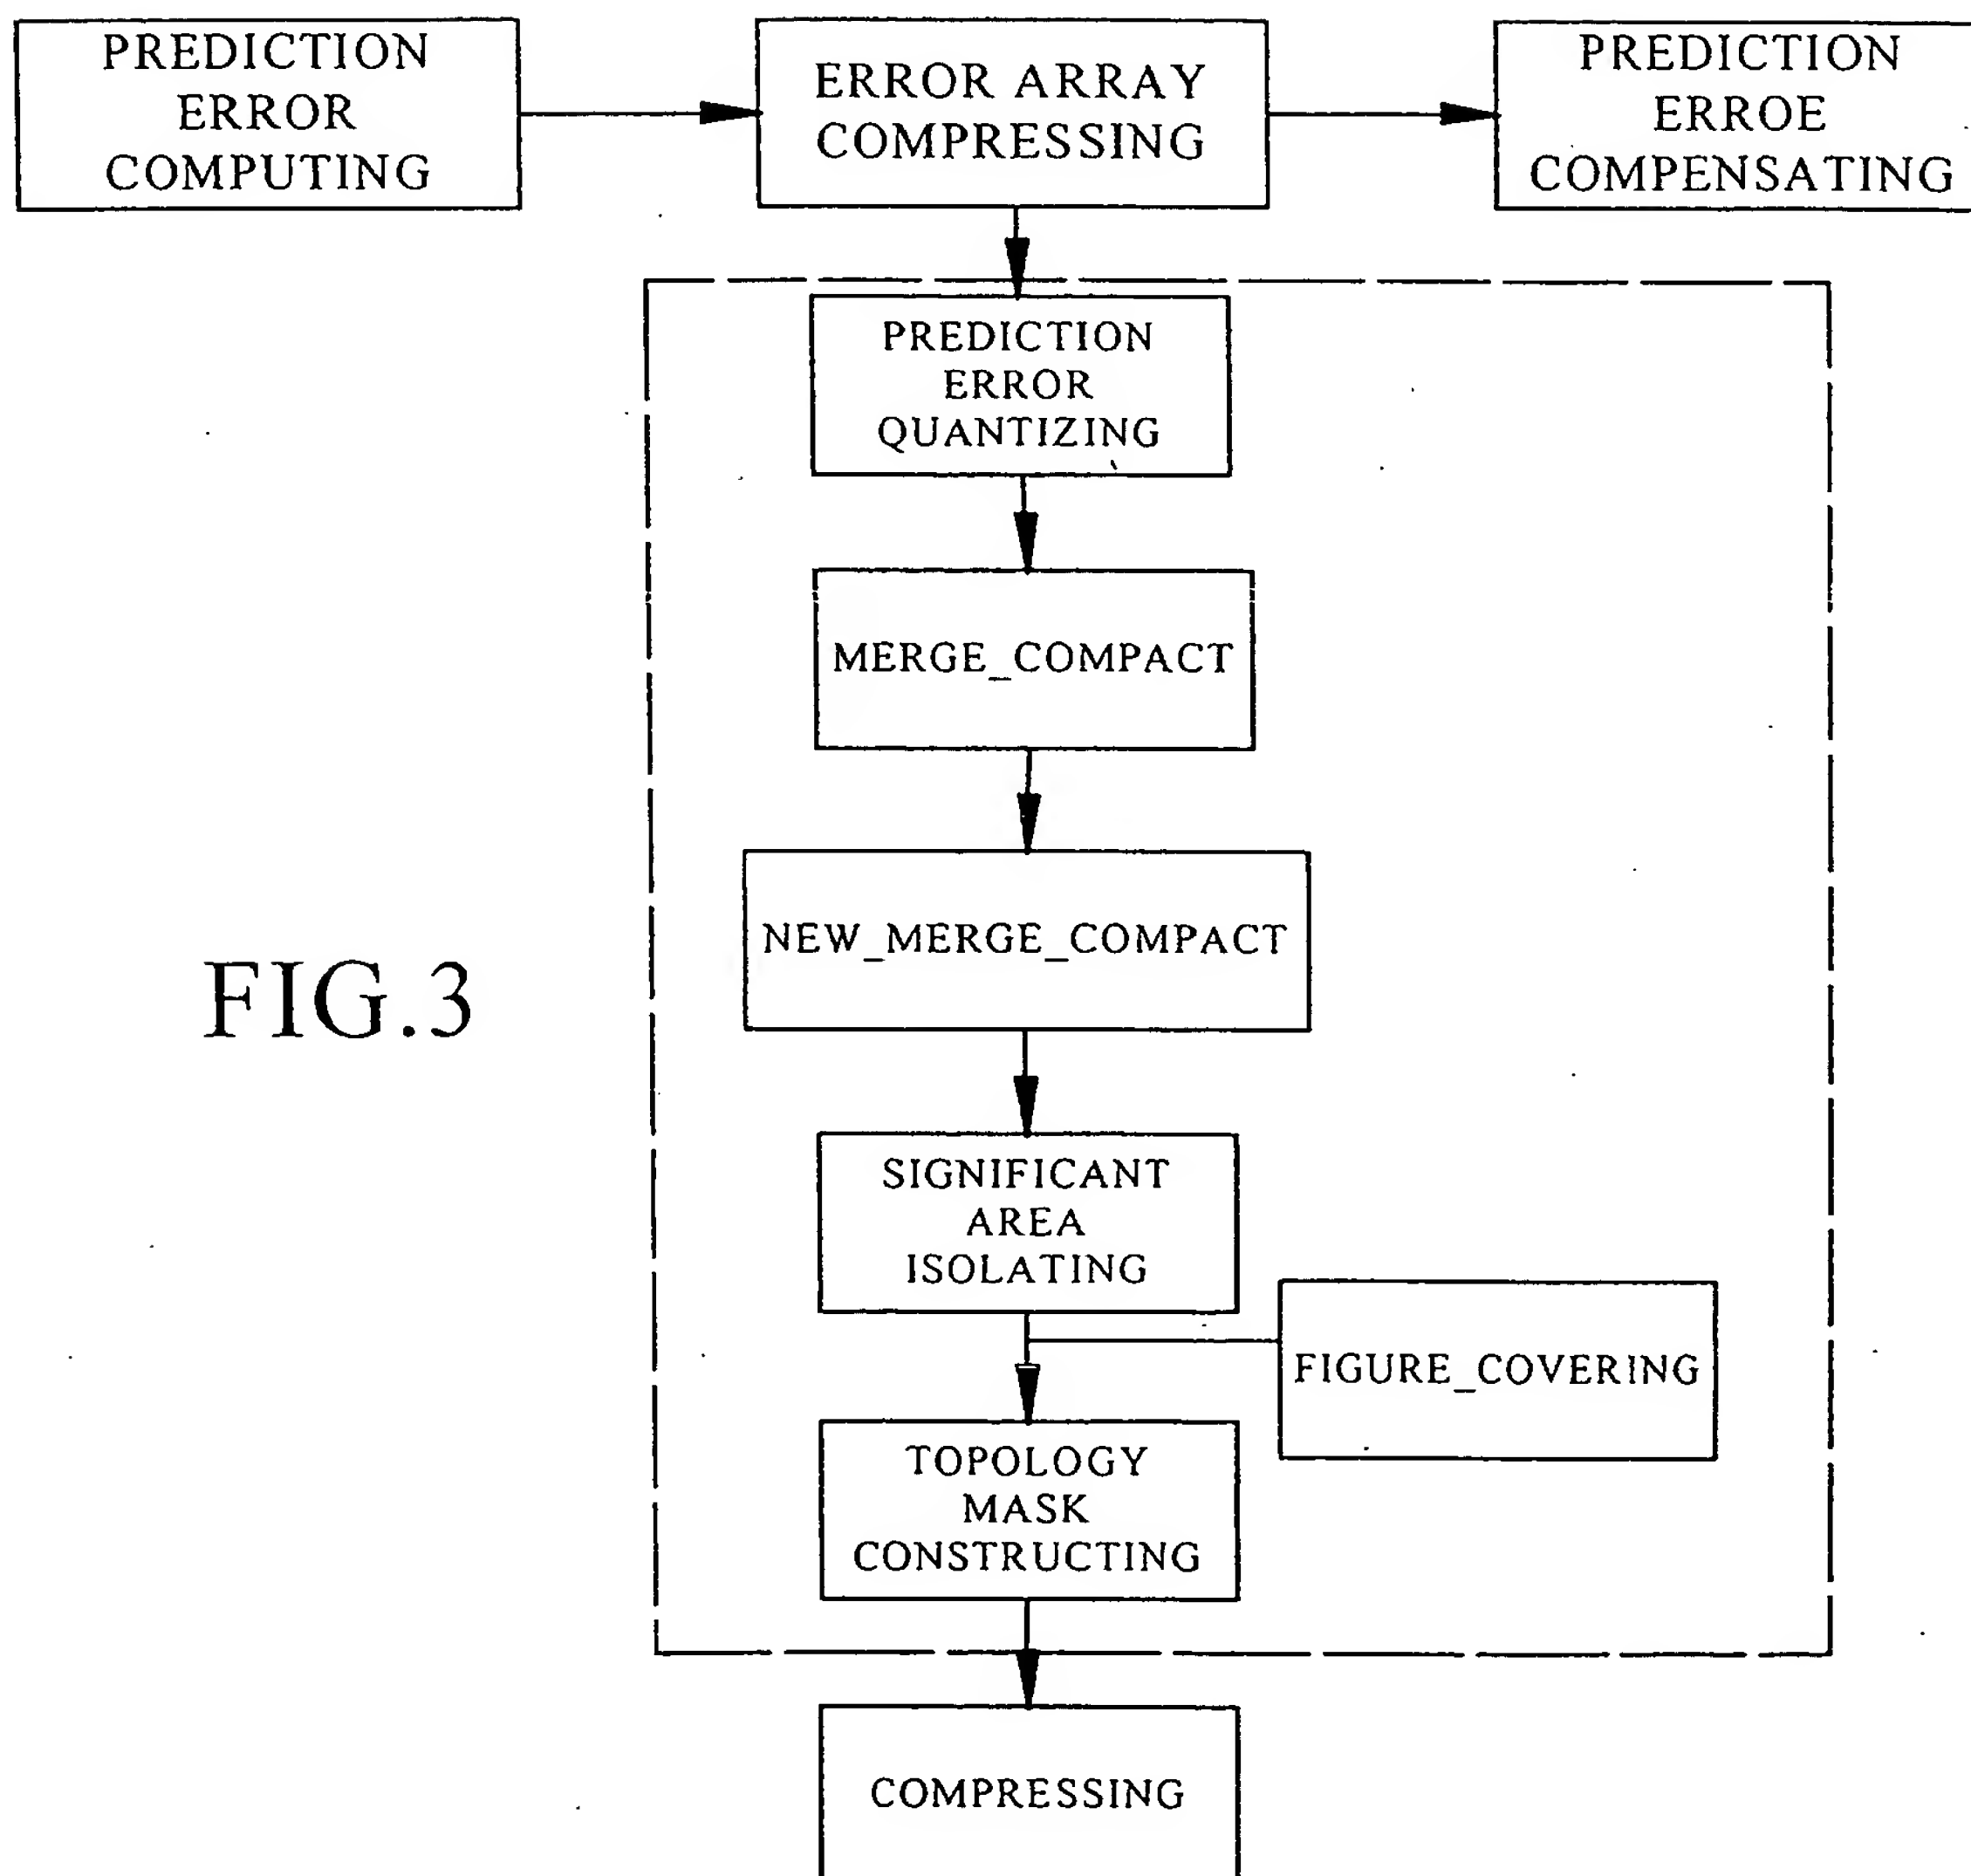 PREDICTION
ERROR
COMPUTING
ERROR ARRAY
COMPRESSING
PREDICTION
ERROE
COMPENSATING
PREDICTION
ERROR
QUANTIZING
MERGE_COMPACT
NEW_MERGE_COMPACT
FIG.3
SIGNIFICANT
AREA
ISOLATING
FIGURE_COVERING
TOPOLOGY
MASK
CONSTRUCTING
COMPRESSING